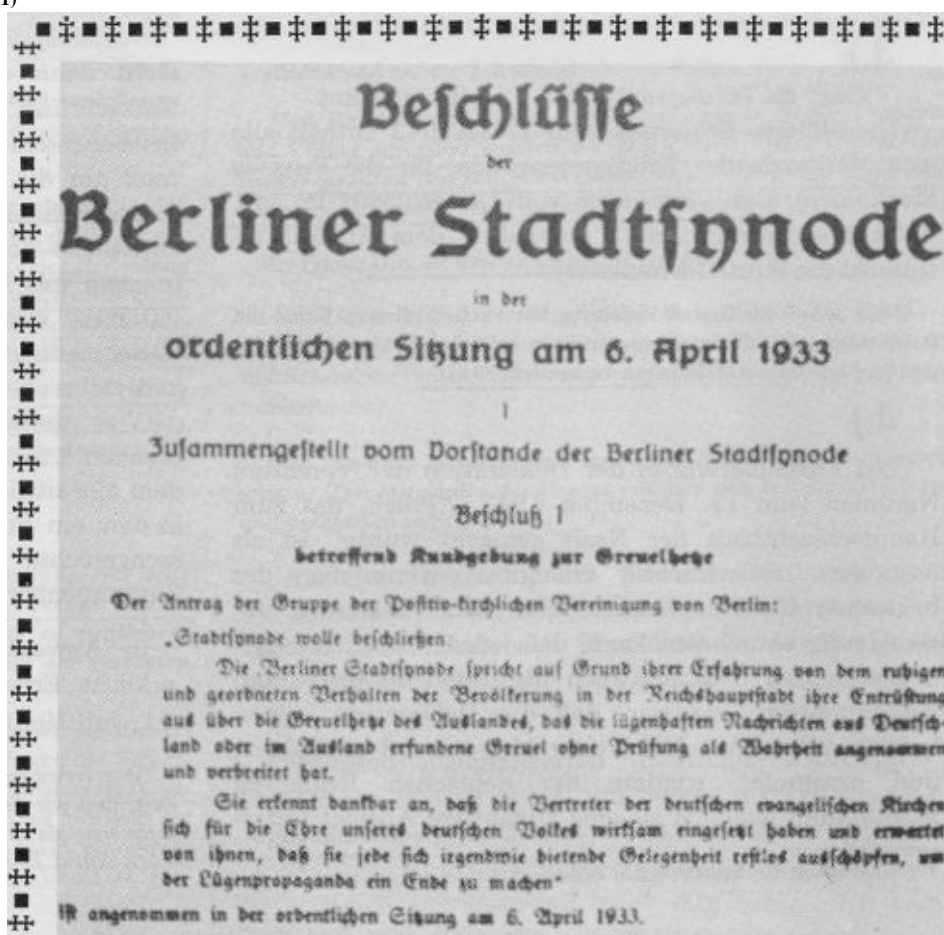 Beschlüsse
der
Berliner Stadtsynode
in der
ordentlichen Sitzung am 6. April 1933
Zusammengestellt vom Vorstande der Berliner Stadtsynode
Beschluß 1
betreffend Kundgebung zur Greuelhetze
Der Antrag der Gruppe der Positiv-kirchlichen Vereinigung von Berlin:
„Stadtsynode wolle beschließen:
Die Berliner Stadtsynode spricht auf Grund ihrer Erfahrung von dem ruhigen
und geordneten Verhalten der Bevölkerung in der Reichshauptstadt ihre Entrüstung
aus über die Greuelhetze des Auslandes, das die lügenhaften Nachrichten aus Deutsch-
land oder im Ausland erfundene Greuel ohne Prüfung als Wahrheit angenommen
und verbreitet hat.
Sie erkennt dankbar an, daß die Vertreter der deutschen evangelischen Kirchen
sich für die Ehre unseres deutschen Volkes wirksam eingesetzt haben und erwartet
von ihnen, daß sie jede sich irgendwie bietende Gelegenheit restlos ausschöpfen, um
der Lügenpropaganda ein Ende zu machen“
Ist angenommen in der ordentlichen Sitzung am 6. April 1933.